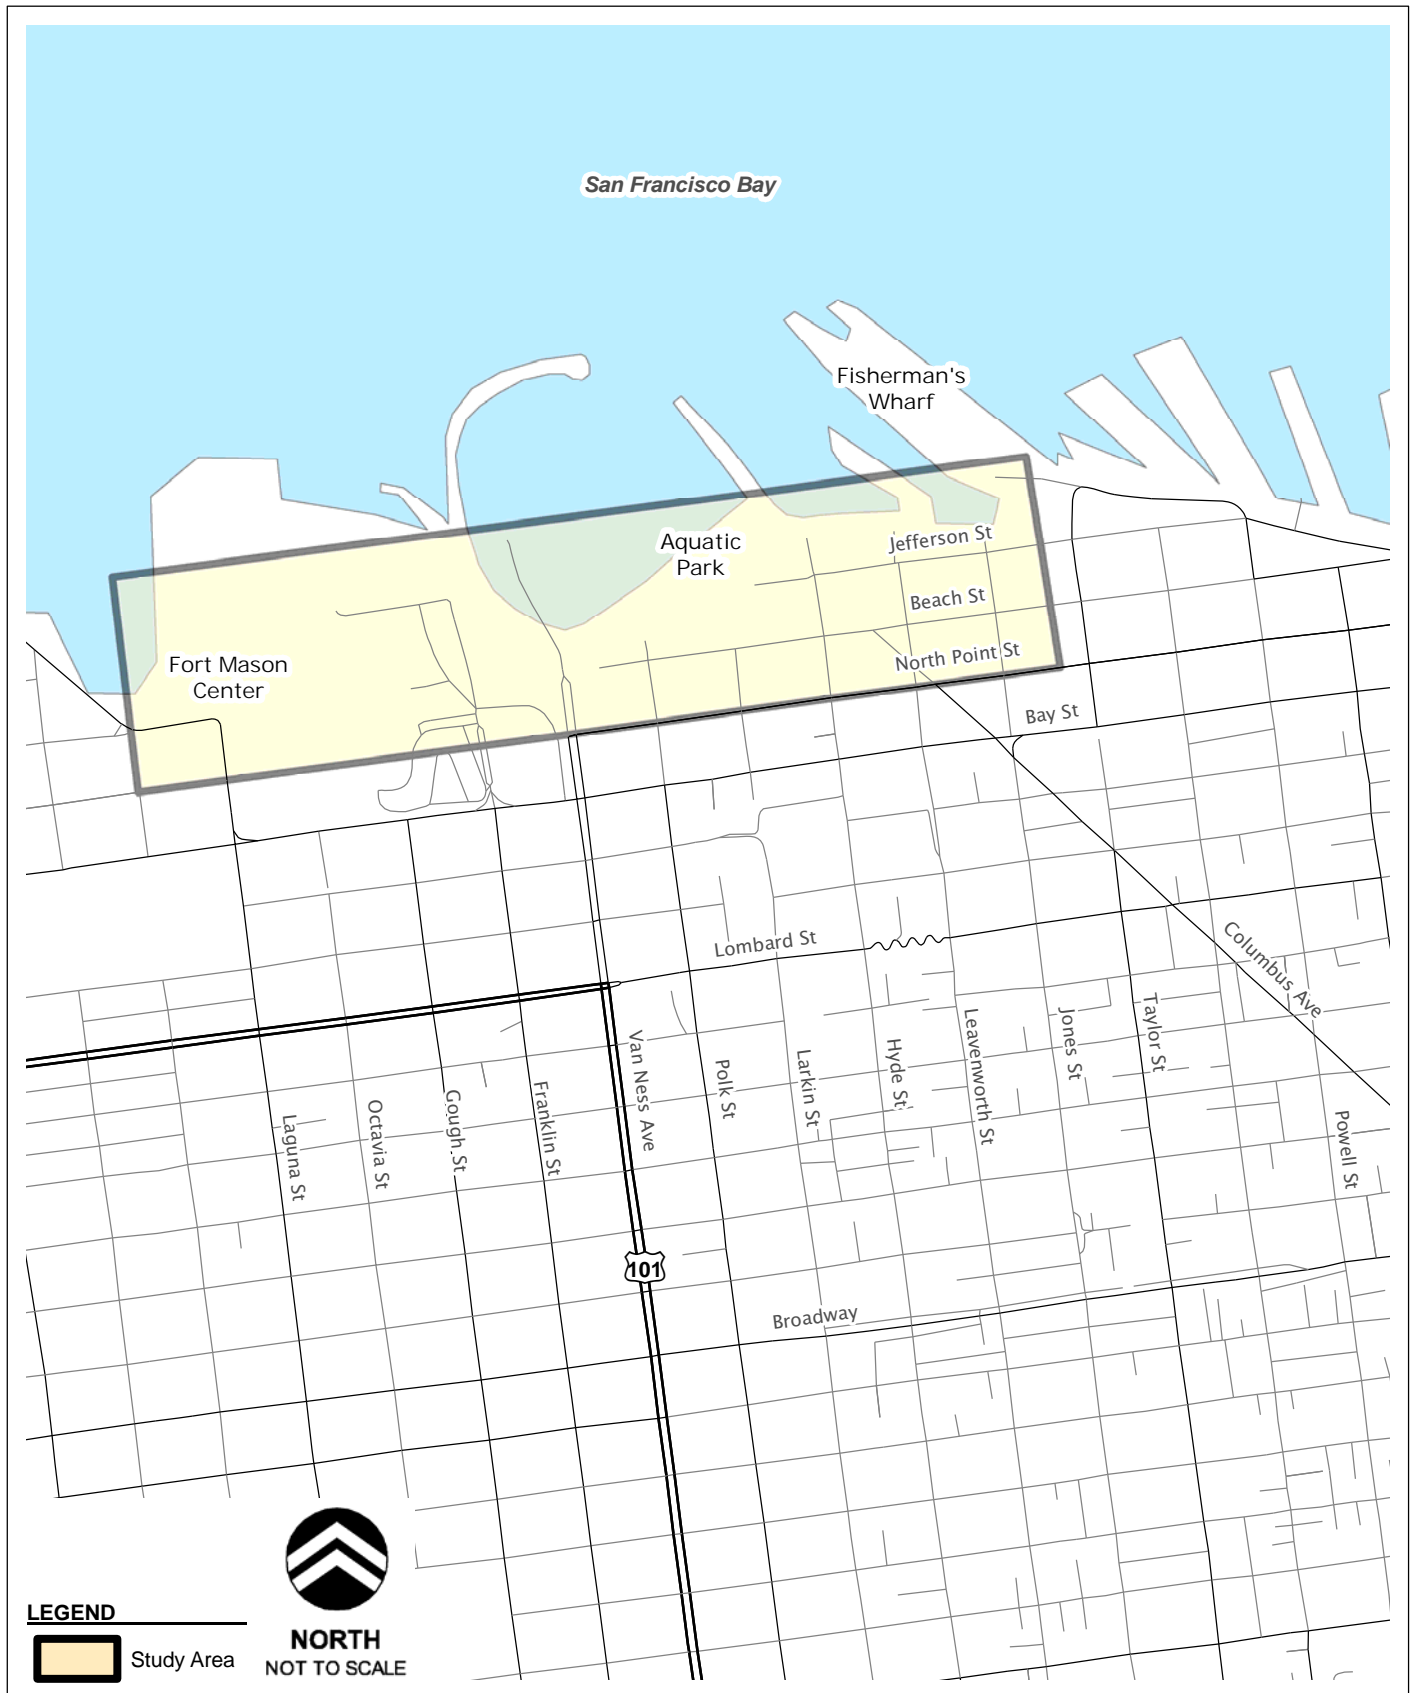 San Francisco Bay
Fisherman's
Wharf
Aquatic
Park
Jefferson St
Beach St
Fort Mason
Center
North Point St
Bay St
Lombard St
Columbus Ave
Laguna St
Octavia St
Gough St
Franklin St
Van Ness Ave
Polk St
Larkin St
Hyde St
Leavenworth St
Jones St
Taylor St
Powell St
101
Broadway
LEGEND
Study Area
NORTH
NOT TO SCALE